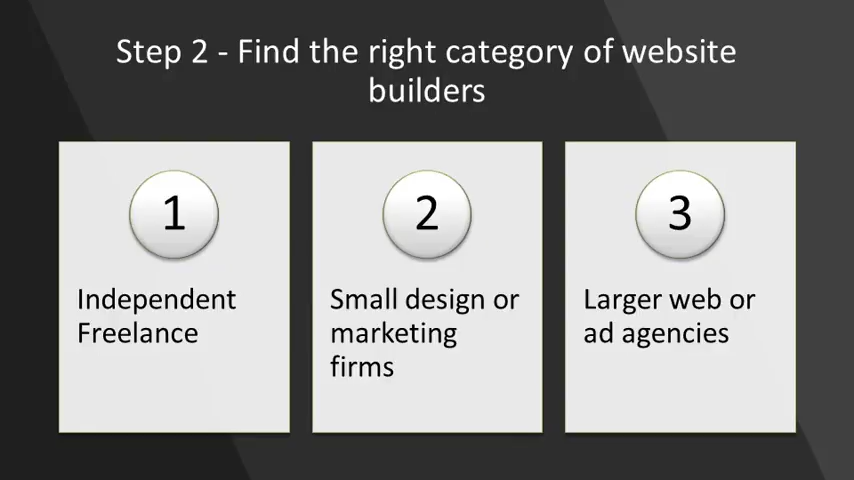 Step 2 - Find the right category of website
builders
1
Independent
Freelance
2
Small design or
marketing
firms
3
Larger web or
ad agencies